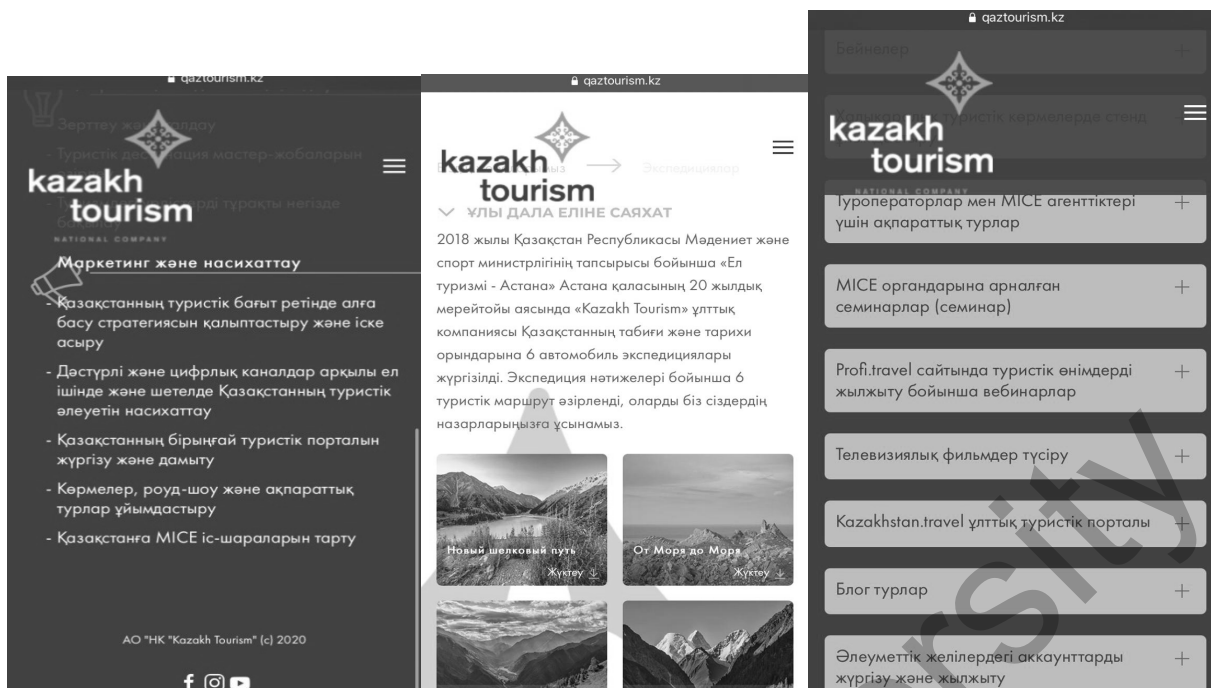 qaztourism.kz
Зерттеу және талдау
- Туристік дестинация мастер-жобаларын
kazakh
tourism
NATIONAL COMPANY
Маркетинг және насихаттау
- Қазақстанның туристік бағыт ретінде алға
басу стратегиясын қалыптастыру және іске
асыру
- Дәстүрлі және цифрлық каналдар арқылы ел
ішінде және шетелде Қазақстанның туристік
әлеуетін насихаттау
- Қазақстанның бірыңғай туристік порталын
жүргізу және дамыту
- Көрмелер, роуд-шоу және ақпараттық
турлар ұйымдастыру
- Қазақстанға MICE іс-шараларын тарту
АО "НК "Kazakh Tourism" (c) 2020
qaztourism.kz
kazakh
tourism
Экспедициялар
ҰЛЫ ДАЛА ЕЛІНЕ САЯХАТ
2018 жылы Қазақстан Республикасы Мәдениет және
спорт министрлігінің тапсырысы бойынша «Ел
туризмі - Астана» Астана қаласының 20 жылдық
мерейтойы аясында «Kazakh Tourism» ұлттық
компаниясы Қазақстанның табиғи және тарихи
орындарына 6 автомобиль экспедициялары
жүргізілді. Экспедиция нәтижелері бойынша 6
туристік маршрут әзірленді, оларды біз сіздердің
назарларыңызға ұсынамыз.
Новый шелковый путь
Жүктеу
От Моря до Моря
Жүктеу
qaztourism.kz
Бейнелер
туристік көрмелерде стенд
kazakh
tourism
NATIONAL COMPANY
Туроператорлар мен MICE агенттіктері
үшін ақпараттық турлар
MICE органдарына арналған
семинарлар (семинар)
Profi.travel сайтында туристік өнімдерді
жылжыту бойынша вебинарлар
Телевизиялық фильмдер түсіру
Kazakhstan.travel ұлттық туристік порталы
Блог турлар
Әлеуметтік желілердегі аккаунттарды
жүргізу және жылжыту